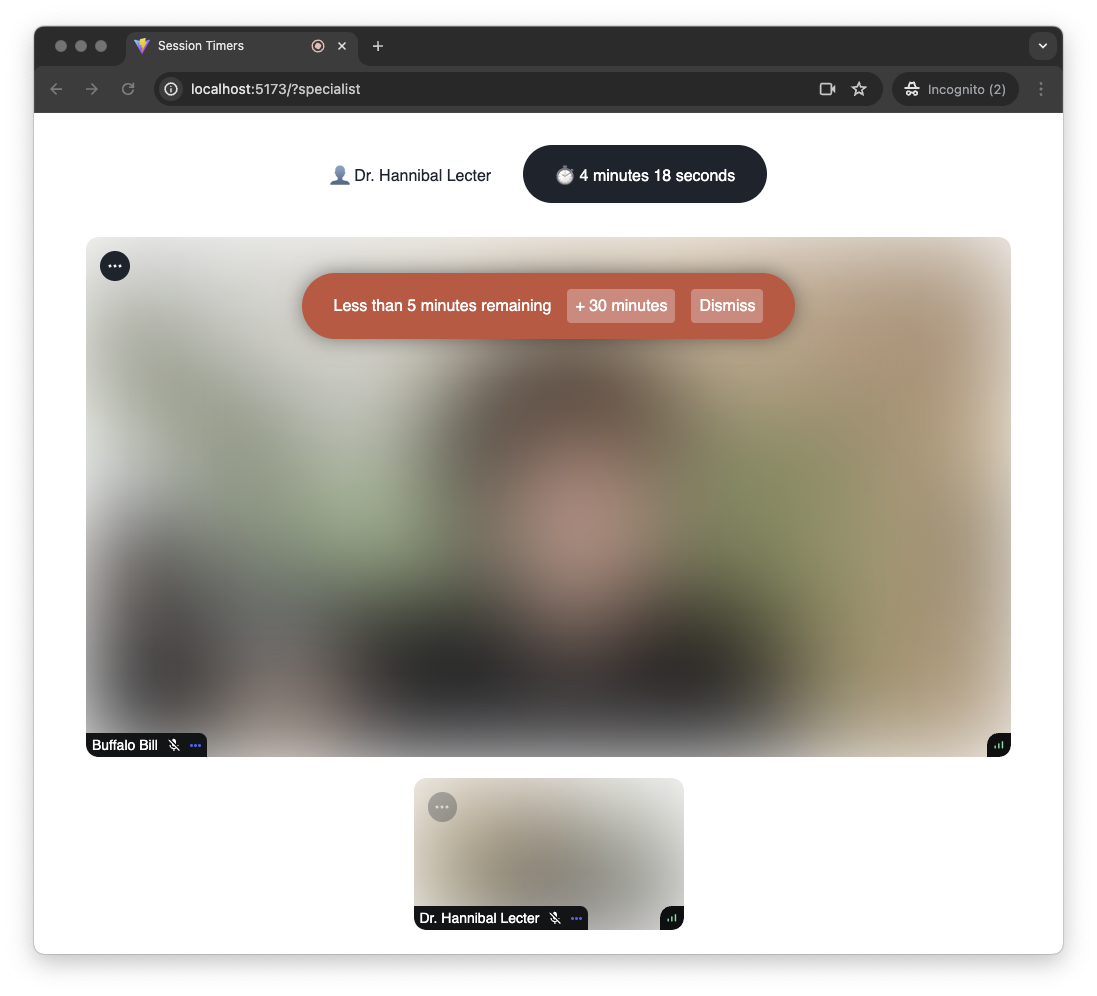 Session Timers
localhost:5173/?specialist
Incognito (2)
Dr. Hannibal Lecter
4 minutes 18 seconds
Less than 5 minutes remaining
+ 30 minutes
Dismiss
Buffalo Bill
Dr. Hannibal Lecter